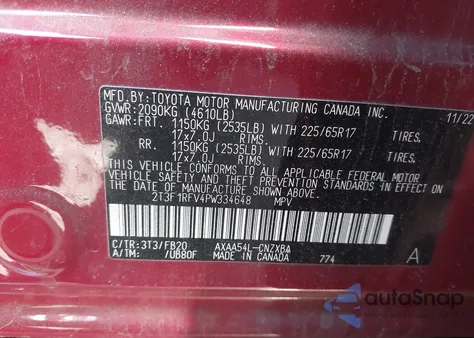 MFD.BY:TOYOTA MOTOR MANUFACTURING CANADA INC. 11/22
GVWR:2090KG (4610LB)
GAWR:FRT. 1150KG (2535LB) WITH 225/65R17 TIRES,
17x7.0J RIMS.
RR. 1150KG (2535LB) WITH 225/65R17 TIRES,
17x7.0J RIMS.
THIS VEHICLE CONFORMS TO ALL APPLICABLE FEDERAL MOTOR
VEHICLE SAFETY AND THEFT PREVENTION STANDARDS IN EFFECT
ON THE DATE OF MANUFACTURE SHOWN ABOVE.
2T3F1RFV4PW334648 MPV
C/TR:3T3/FB20 AXAA54L-CNZXBA
A/TM: /UB80F MADE IN CANADA 774 A
autoSnap